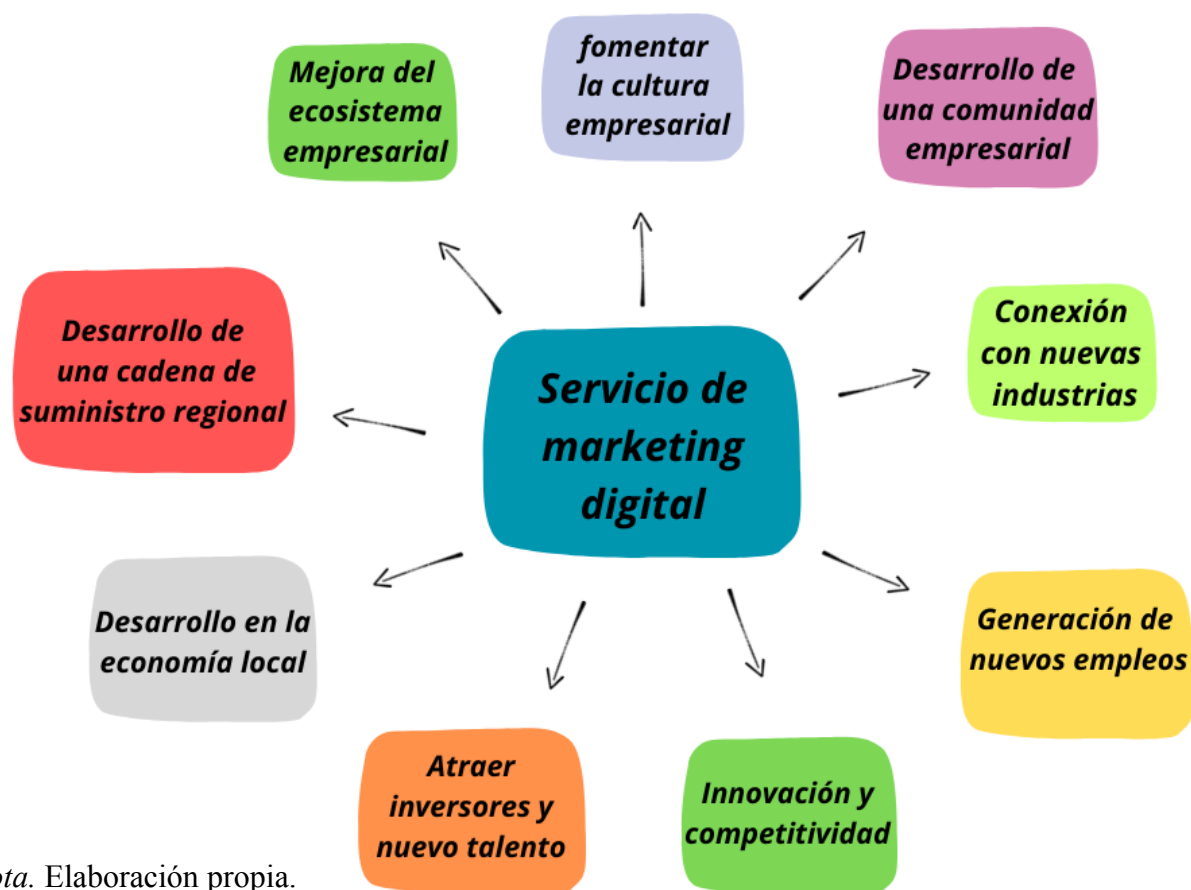 Mejora del
ecosistema
empresarial
fomentar
la cultura
empresarial
Desarrollo de
una comunidad
empresarial
Desarrollo de
una cadena de
suministro regional
Servicio de
marketing
digital
Conexión
con nuevas
industrias
Desarrollo en la
economía local
Generación de
nuevos empleos
Atraer
inversores y
nuevo talento
Innovación y
competitividad
ota. Elaboración propia.